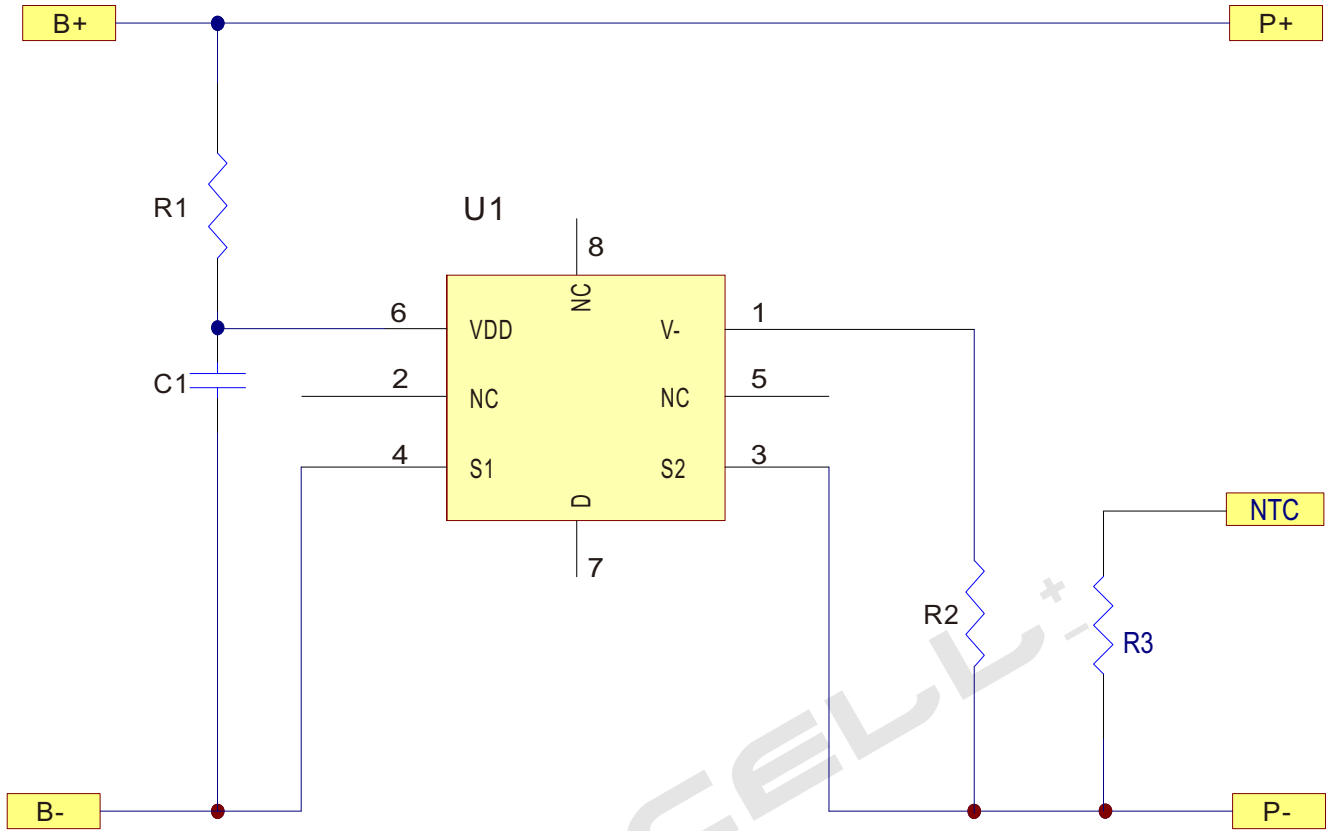 B+
P+
R1
U1
8
NC
6
VDD
V-
1
C1
2
NC
NC
5
4
S1
S2
3
D
7
NTC
R2
R3
CELL+-
B-
P-